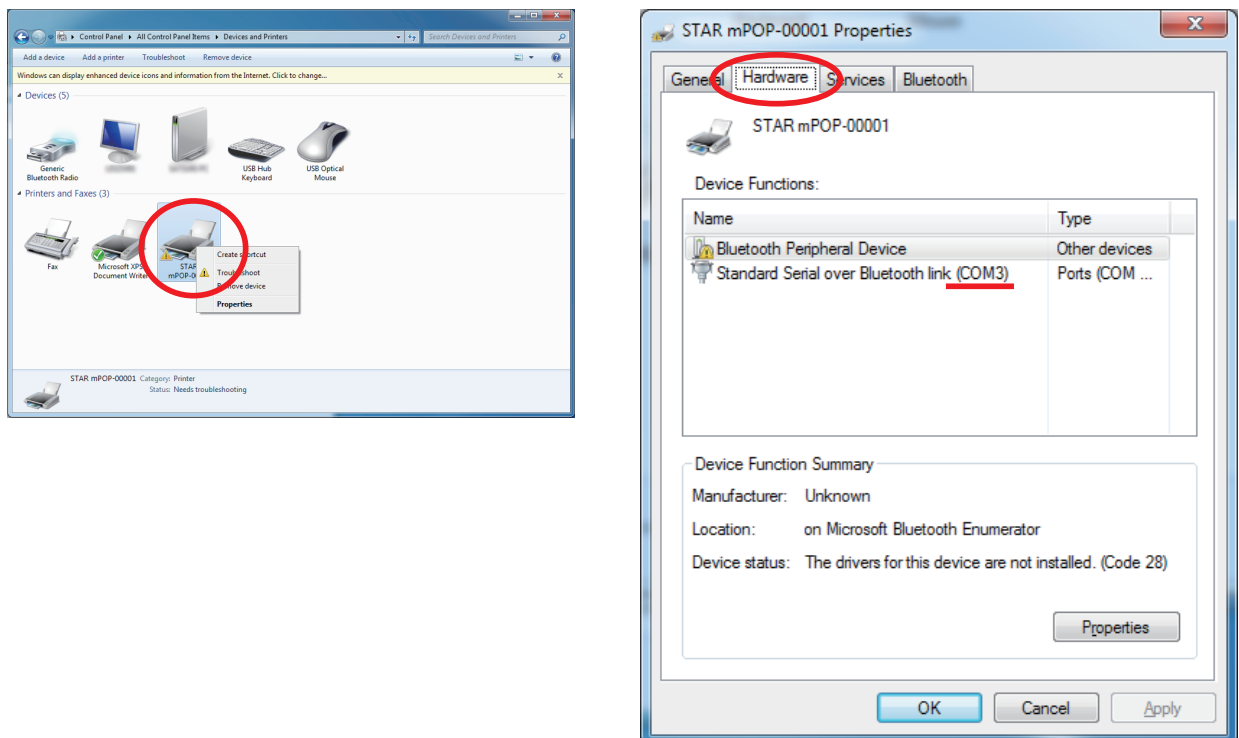 Control Panel ▸ All Control Panel Items ▸ Devices and Printers
Search Devices and Printers
Add a device Add a printer Troubleshoot Remove device
Windows can display enhanced device icons and information from the Internet. Click to change...
Devices (5)
Generic
Bluetooth Radio
USB Hub
Keyboard
USB Optical
Mouse
Printers and Faxes (3)
Fax
Microsoft XPS
Document Writer
STAR
mPOP-00
Create shortcut
Troubleshoot
Remove device
Properties
STAR mPOP-00001 Category: Printer
Status: Needs troubleshooting
STAR mPOP-00001 Properties
General Hardware Services Bluetooth
STAR mPOP-00001
Device Functions:
Name Type
Bluetooth Peripheral Device Other devices
Standard Serial over Bluetooth link (COM3) Ports (COM ...
Device Function Summary
Manufacturer: Unknown
Location: on Microsoft Bluetooth Enumerator
Device status: The drivers for this device are not installed. (Code 28)
Properties
OK Cancel Apply